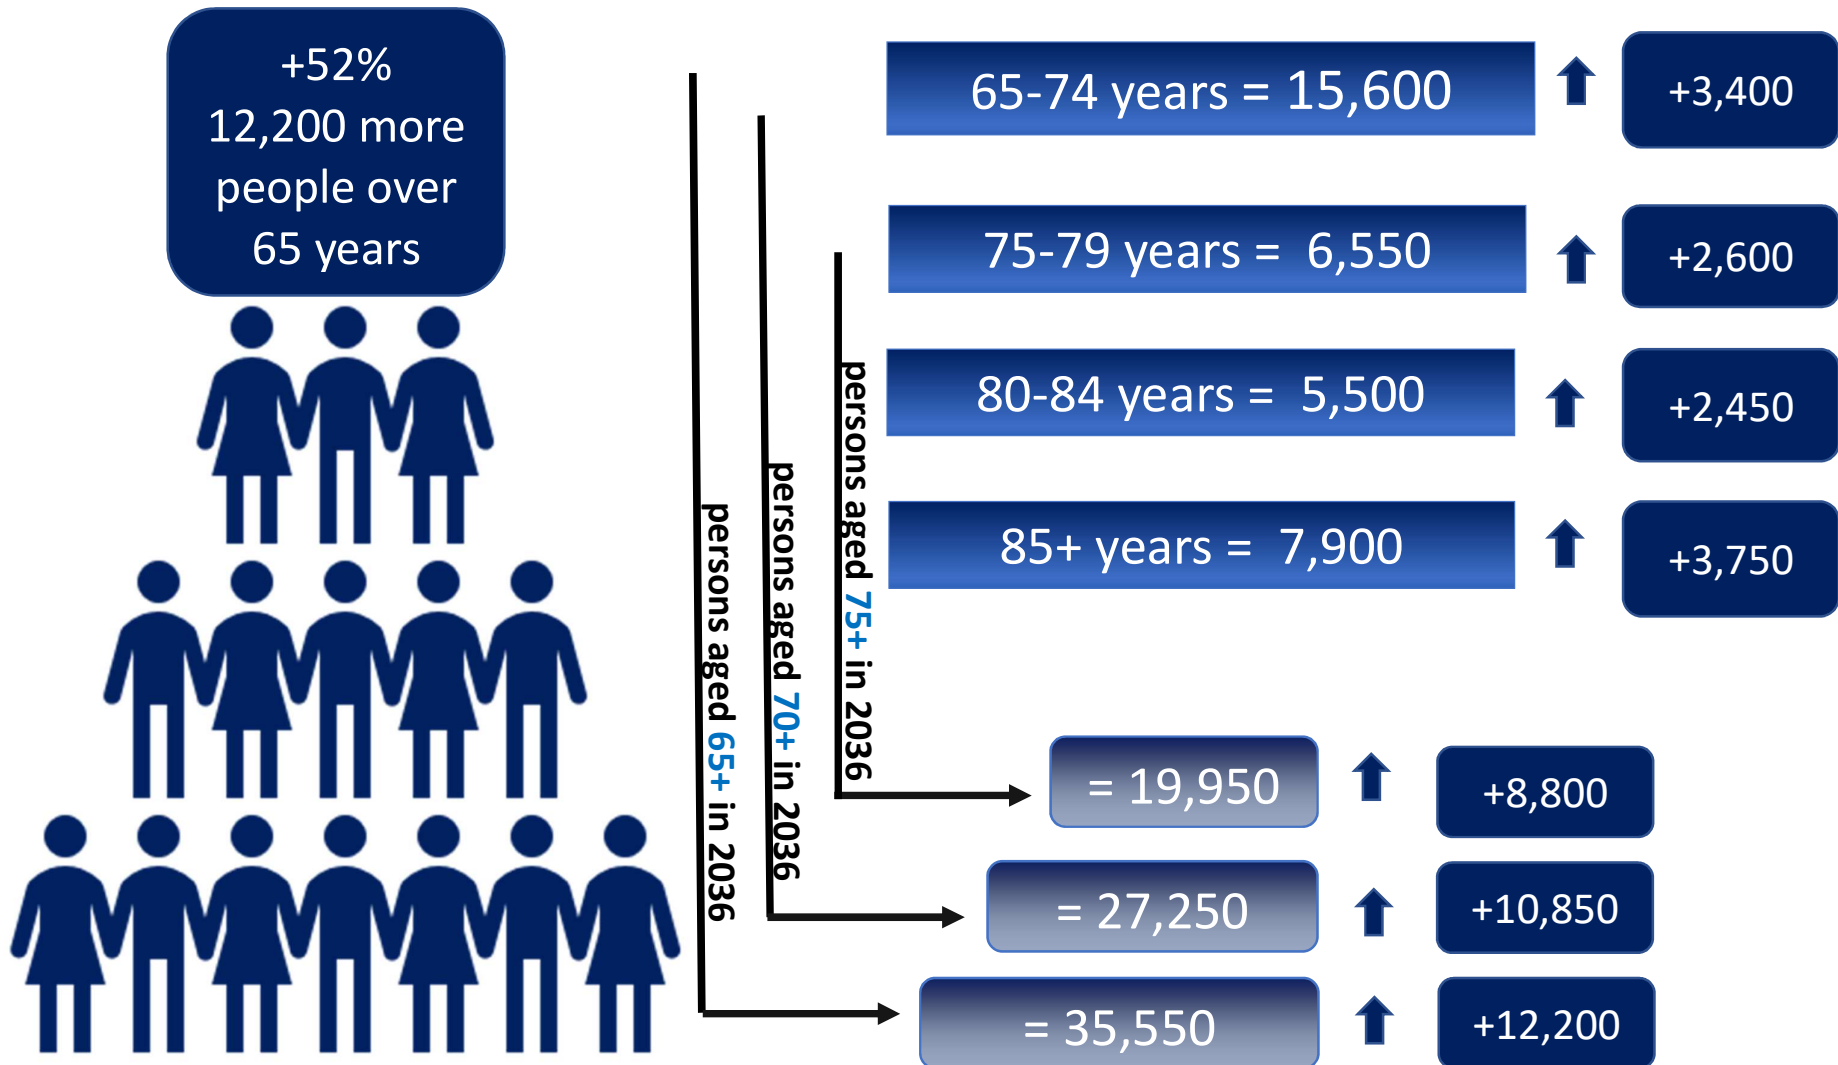 +52%
12,200 more
people over
65 years
65-74 years = 15,600
+3,400
75-79 years =  6,550
+2,600
80-84 years =  5,500
+2,450
85+ years =  7,900
+3,750
persons aged 75+ in 2036
= 19,950
+8,800
persons aged 70+ in 2036
= 27,250
+10,850
persons aged 65+ in 2036
= 35,550
+12,200